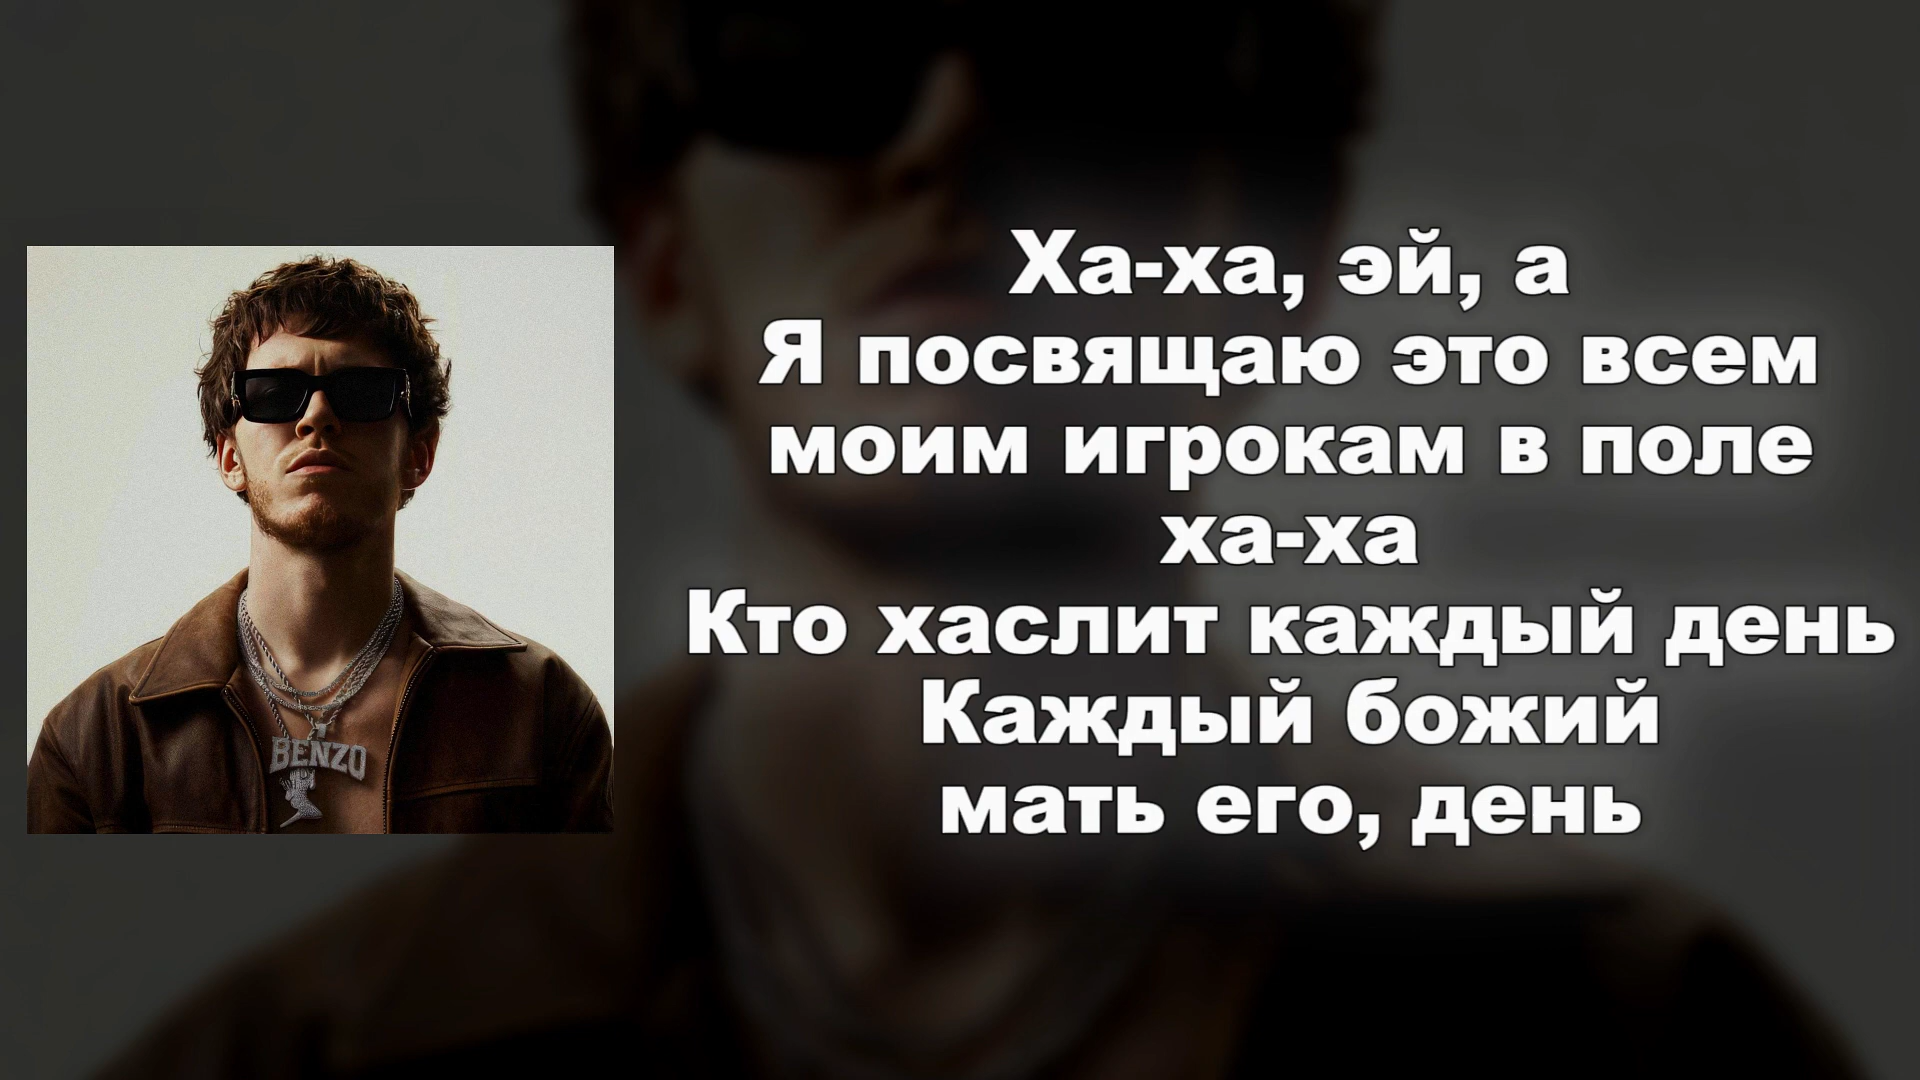 BENZO
Ха-ха, эй, а
Я посвящаю это всем
моим игрокам в поле
ха-ха
Кто хаслит каждый день
Каждый божий
мать его, день